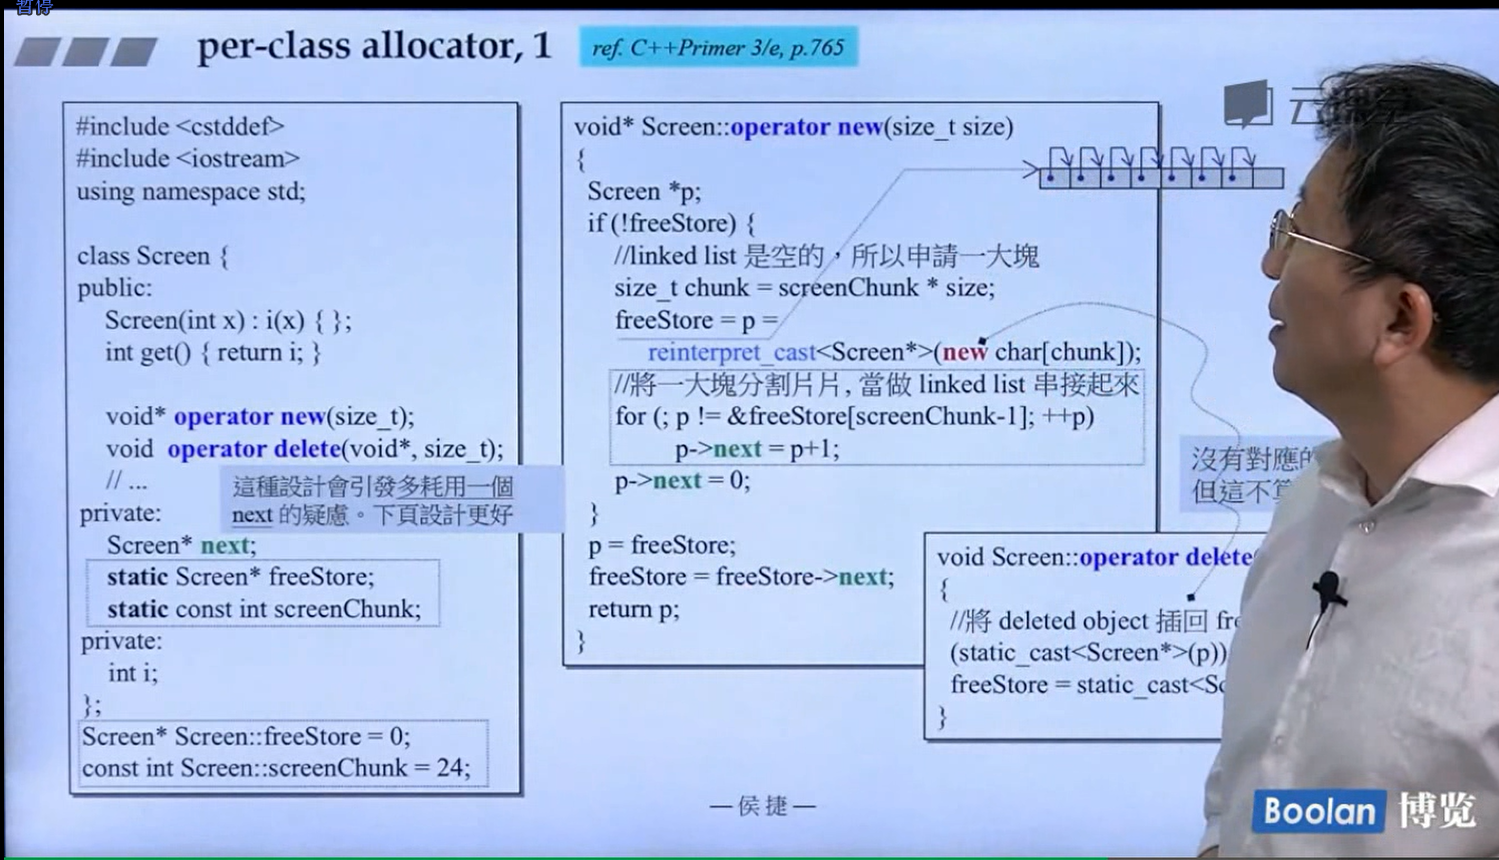 暂停
per-class allocator, 1
ref. C++Primer 3/e, p.765
#include <cstddef>
#include <iostream>
using namespace std;
class Screen {
public:
Screen(int x) : i(x) { };
int get() { return i; }
void* operator new(size_t);
void operator delete(void*, size_t);
// ...
這種設計會引發多耗用一個
next 的疑慮。下頁設計更好
private:
Screen* next;
static Screen* freeStore;
static const int screenChunk;
private:
int i;
};
Screen* Screen::freeStore = 0;
const int Screen::screenChunk = 24;
void* Screen::operator new(size_t size)
{
Screen *p;
if (!freeStore) {
//linked list 是空的，所以申請一大塊
size_t chunk = screenChunk * size;
freeStore = p =
reinterpret_cast<Screen*>(new char[chunk]);
//將一大塊分割片片, 當做 linked list 串接起來
for (; p != &freeStore[screenChunk-1]; ++p)
p->next = p+1;
p->next = 0;
}
p = freeStore;
freeStore = freeStore->next;
return p;
}
沒有對應的
但這不
void Screen::operator delete(
{
//將 deleted object 插回
(static_cast<Screen*>(p))
freeStore = static_cast<
}
—侯捷—
云课堂
Boolan 博览